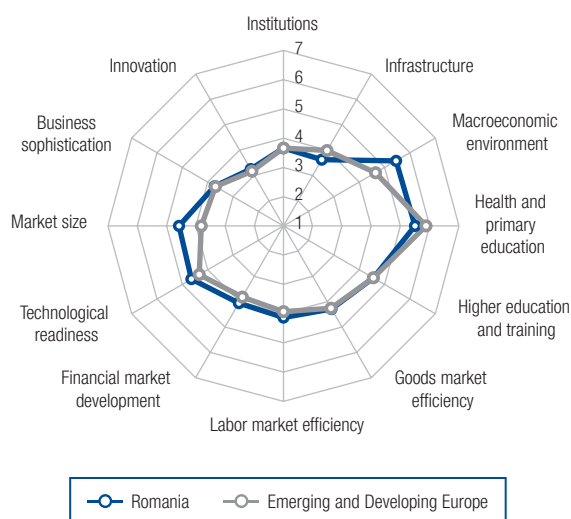 Institutions
7
6
5
4
3
2
1
Infrastructure
Macroeconomic
environment
Health and
primary
education
Higher education
and training
Goods market
efficiency
Labor market efficiency
Financial market
development
Technological
readiness
Market size
Business
sophistication
Innovation
Romania
Emerging and Developing Europe